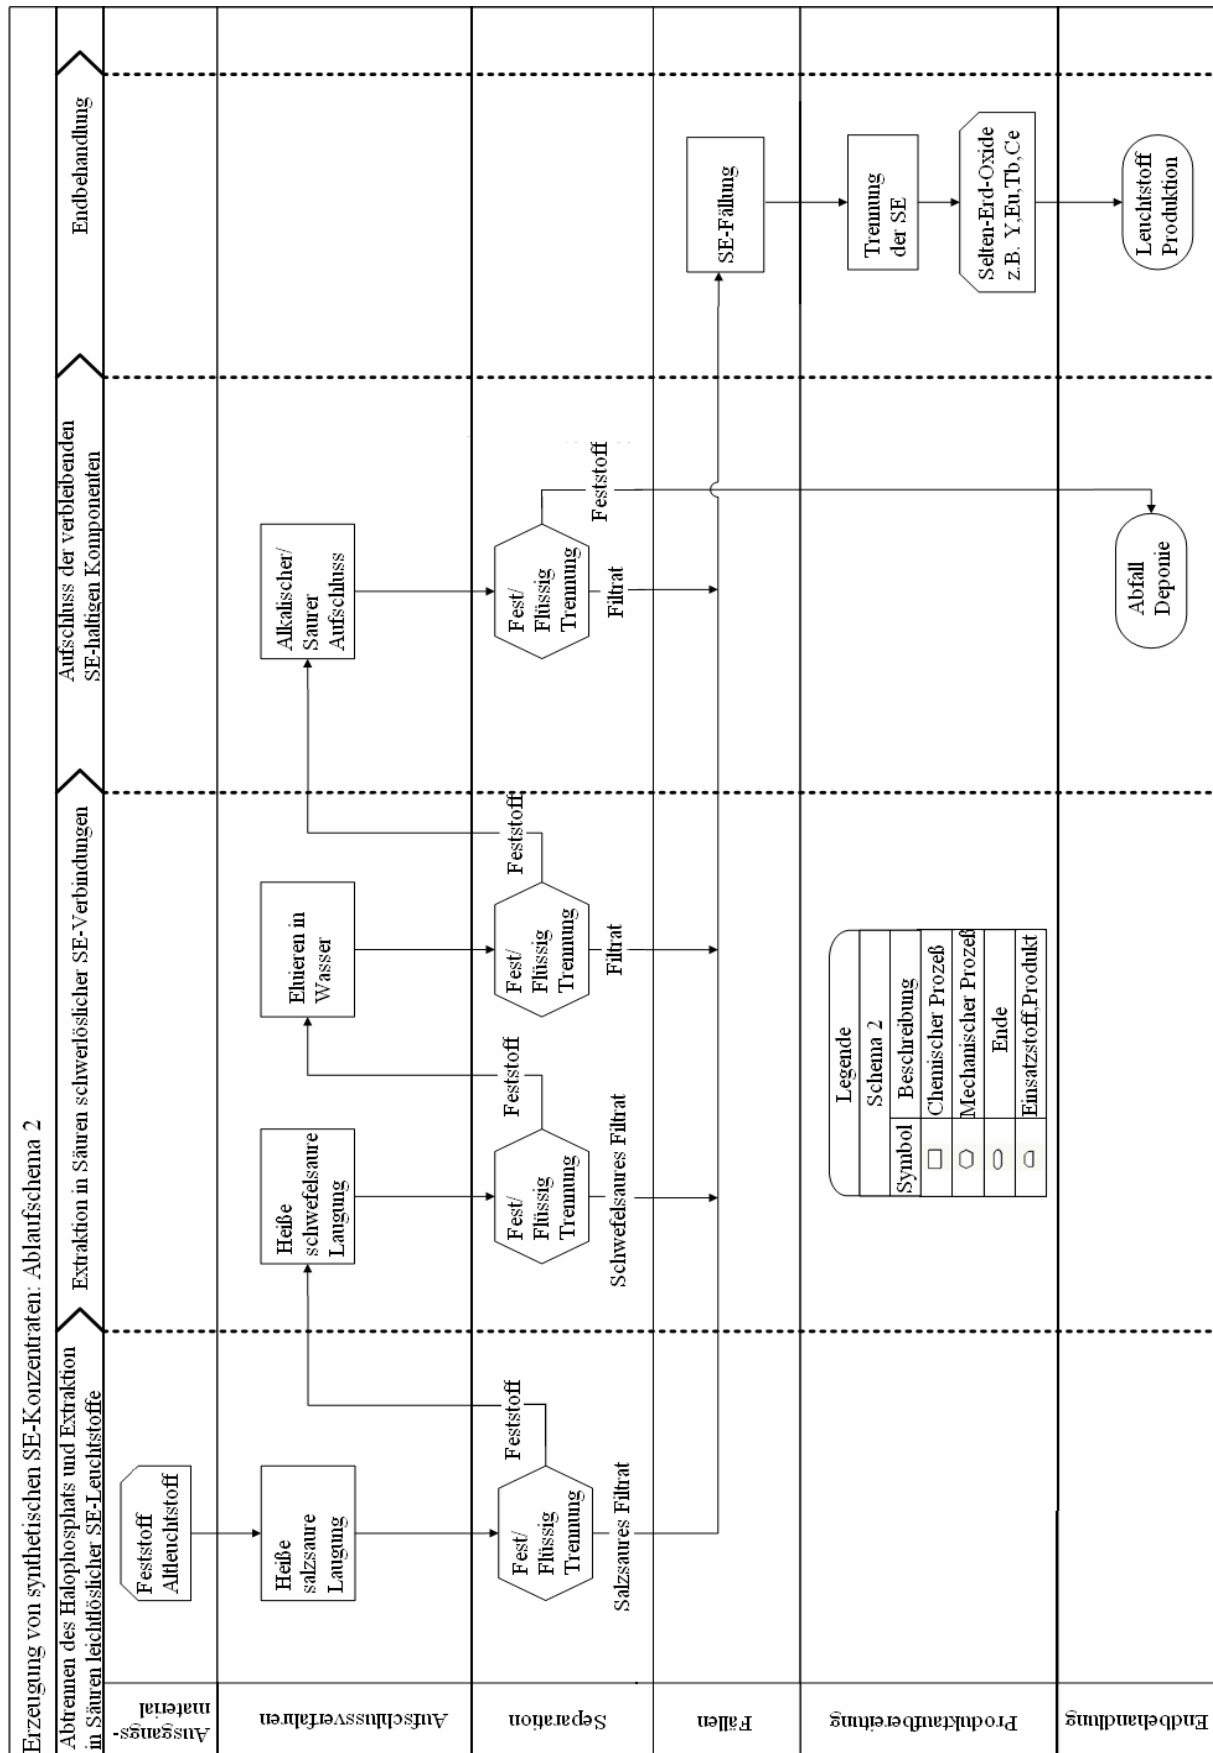 Erzeugung von synthetischen SE-Konzentraten: Ablaufschema 2
Abtrennen des Halophosphats und Extraktion
in Säuren leichtlöslicher SE-Leuchtstoffe
Extraktion in Säuren schwerlöslicher SE-Verbindungen
Aufschluss der verbleibenden
SE-haltigen Komponenten
Endbehandlung
Ausgangs-
material
Feststoff
Altleuchtstoff
Aufschlussverfahren
Heiße
salzsaure
Laugung
Heiße
schwefelsaure
Laugung
Eluieren in
Wasser
Alkalischer/
Saurer
Aufschluss
Separation
Fest/
Flüssig
Trennung
Feststoff
Salzsaures Filtrat
Fest/
Flüssig
Trennung
Feststoff
Schwefelsaures Filtrat
Fest/
Flüssig
Trennung
Feststoff
Filtrat
Fest/
Flüssig
Trennung
Feststoff
Filtrat
Fällen
SE-Fällung
Produktaufbereitung
Trennung
der SE
Selten-Erd-Oxide
z.B. Y,Eu,Tb,Ce
Legende
Schema 2
Symbol Beschreibung
Chemischer Prozeß
Mechanischer Prozeß
Ende
Einsatzstoff,Produkt
Endbehandlung
Abfall
Deponie
Leuchtstoff
Produktion